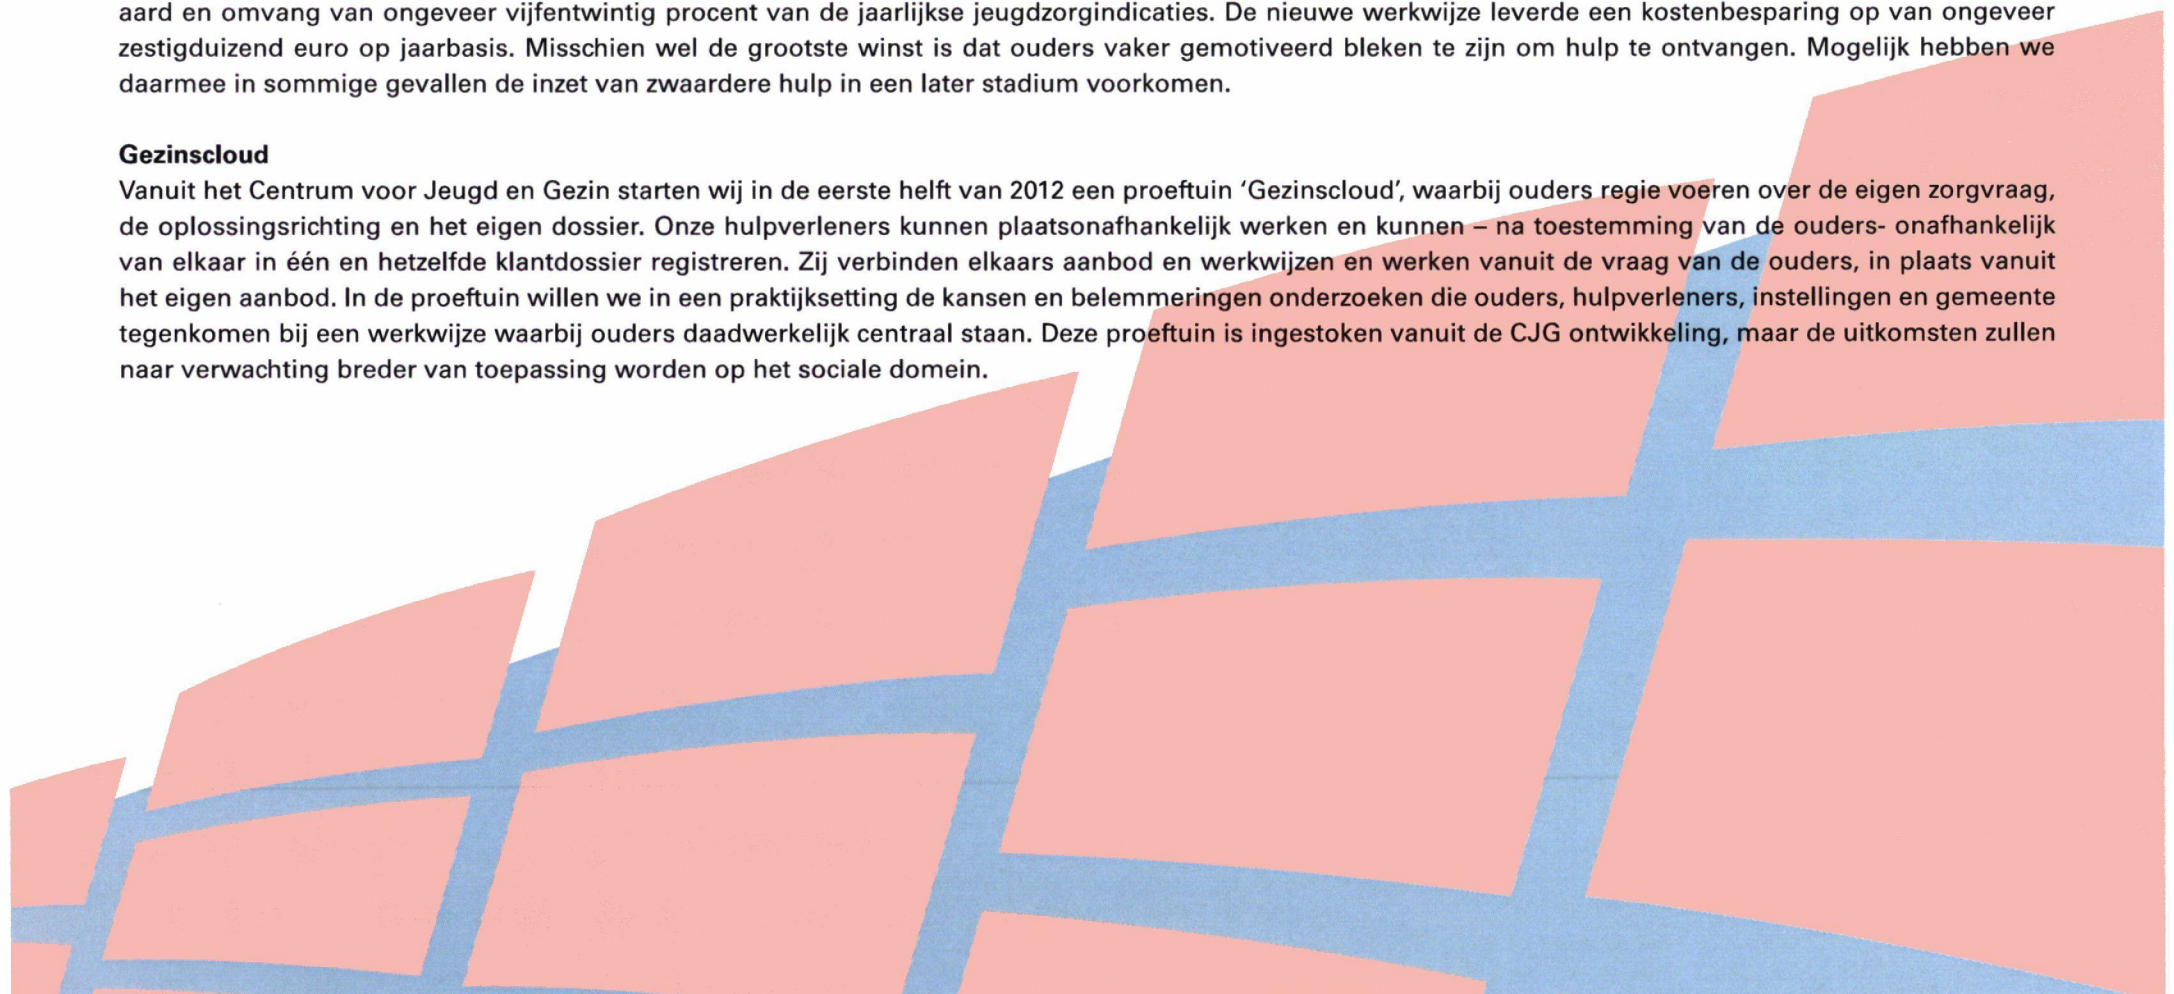 aard en omvang van ongeveer vijfentwintig procent van de jaarlijkse jeugdzorgindicaties. De nieuwe werkwijze leverde een kostenbesparing op van ongeveer
zestigduizend euro op jaarbasis. Misschien wel de grootste winst is dat ouders vaker gemotiveerd bleken te zijn om hulp te ontvangen. Mogelijk hebben we
daarmee in sommige gevallen de inzet van zwaardere hulp in een later stadium voorkomen.
Gezinscloud
Vanuit het Centrum voor Jeugd en Gezin starten wij in de eerste helft van 2012 een proeftuin ‘Gezinscloud’, waarbij ouders regie voeren over de eigen zorgvraag,
de oplossingsrichting en het eigen dossier. Onze hulpverleners kunnen plaatsonafhankelijk werken en kunnen – na toestemming van de ouders- onafhankelijk
van elkaar in één en hetzelfde klantdossier registreren. Zij verbinden elkaars aanbod en werkwijzen en werken vanuit de vraag van de ouders, in plaats vanuit
het eigen aanbod. In de proeftuin willen we in een praktijksetting de kansen en belemmeringen onderzoeken die ouders, hulpverleners, instellingen en gemeente
tegenkomen bij een werkwijze waarbij ouders daadwerkelijk centraal staan. Deze proeftuin is ingestoken vanuit de CJG ontwikkeling, maar de uitkomsten zullen
naar verwachting breder van toepassing worden op het sociale domein.